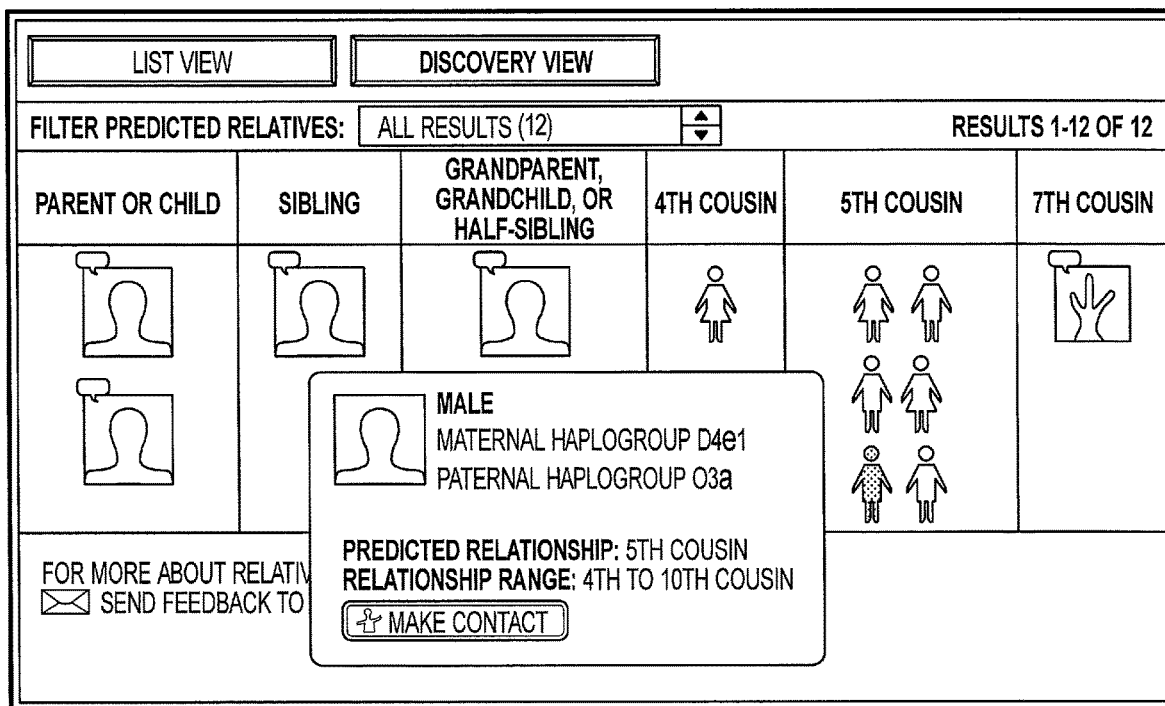 LIST VIEW
DISCOVERY VIEW
FILTER PREDICTED RELATIVES: ALL RESULTS (12)
RESULTS 1-12 OF 12
PARENT OR CHILD
SIBLING
GRANDPARENT,
GRANDCHILD, OR
HALF-SIBLING
4TH COUSIN
5TH COUSIN
7TH COUSIN
MALE
MATERNAL HAPLOGROUP D4e1
PATERNAL HAPLOGROUP O3a
PREDICTED RELATIONSHIP: 5TH COUSIN
RELATIONSHIP RANGE: 4TH TO 10TH COUSIN
MAKE CONTACT
FOR MORE ABOUT RELATIV
SEND FEEDBACK TO